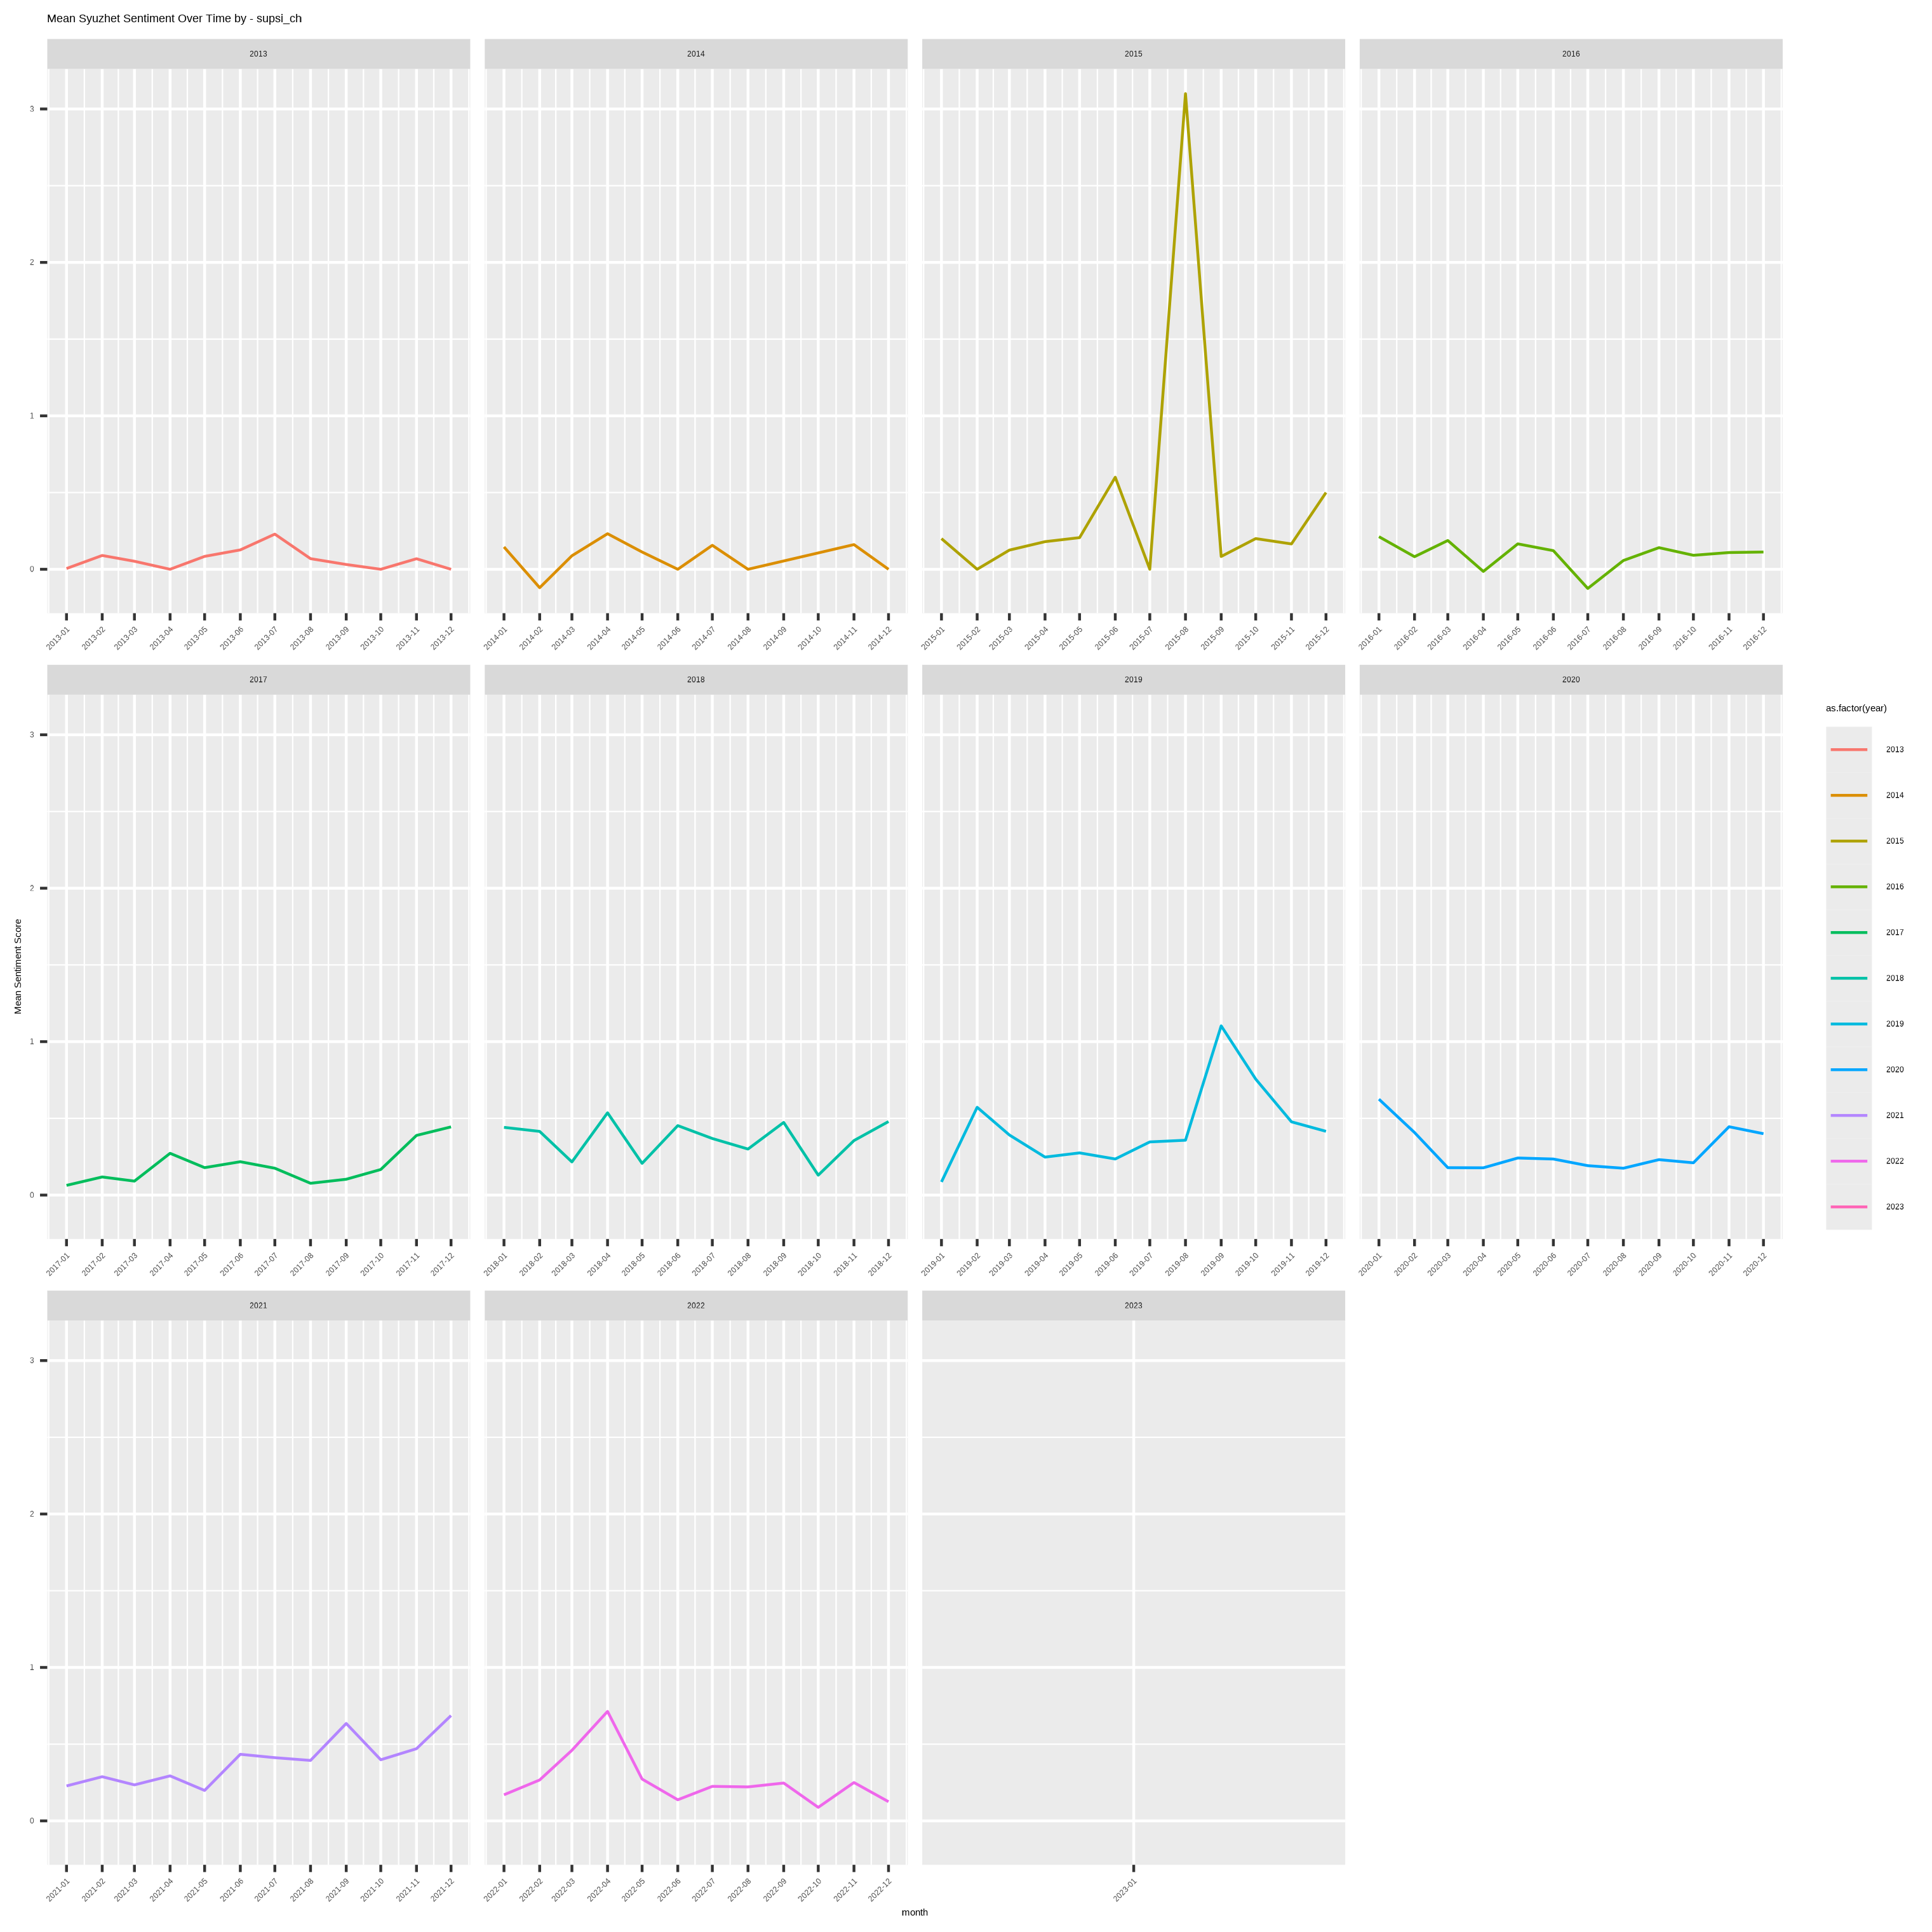 Mean Syuzhet Sentiment Over Time by - supsi_ch
2013 2014 2015 2016
3
2
1
0
2013-01 2013-02 2013-03 2013-04 2013-05 2013-06 2013-07 2013-08 2013-09 2013-10 2013-11 2013-12
2014-01 2014-02 2014-03 2014-04 2014-05 2014-06 2014-07 2014-08 2014-09 2014-10 2014-11 2014-12
2015-01 2015-02 2015-03 2015-04 2015-05 2015-06 2015-07 2015-08 2015-09 2015-10 2015-11 2015-12
2016-01 2016-02 2016-03 2016-04 2016-05 2016-06 2016-07 2016-08 2016-09 2016-10 2016-11 2016-12
2017 2018 2019 2020
3
2
1
0
2017-01 2017-02 2017-03 2017-04 2017-05 2017-06 2017-07 2017-08 2017-09 2017-10 2017-11 2017-12
2018-01 2018-02 2018-03 2018-04 2018-05 2018-06 2018-07 2018-08 2018-09 2018-10 2018-11 2018-12
2019-01 2019-02 2019-03 2019-04 2019-05 2019-06 2019-07 2019-08 2019-09 2019-10 2019-11 2019-12
2020-01 2020-02 2020-03 2020-04 2020-05 2020-06 2020-07 2020-08 2020-09 2020-10 2020-11 2020-12
2021 2022 2023
3
2
1
0
2021-01 2021-02 2021-03 2021-04 2021-05 2021-06 2021-07 2021-08 2021-09 2021-10 2021-11 2021-12
2022-01 2022-02 2022-03 2022-04 2022-05 2022-06 2022-07 2022-08 2022-09 2022-10 2022-11 2022-12
2023-01
month
Mean Sentiment Score
as.factor(year)
2013
2014
2015
2016
2017
2018
2019
2020
2021
2022
2023